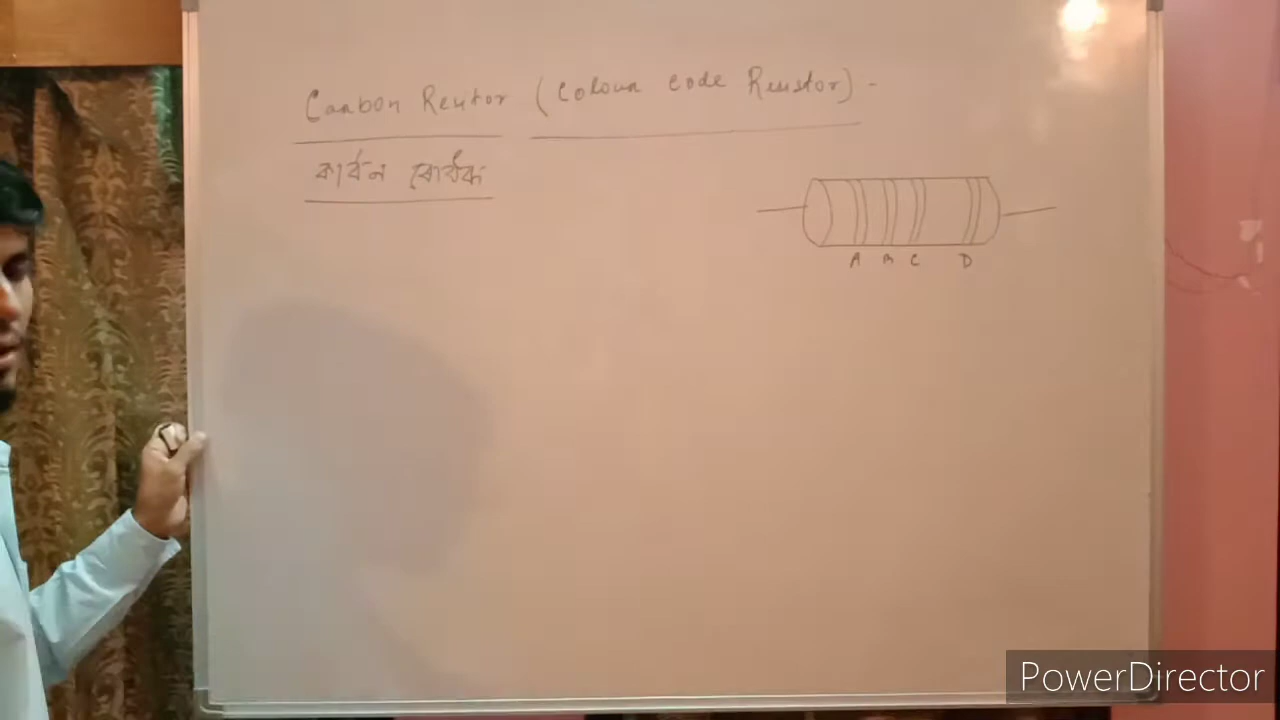 Carbon Resistor (Colour code Resistor) -
কার্বন ৰোধক
A B C D
PowerDirector